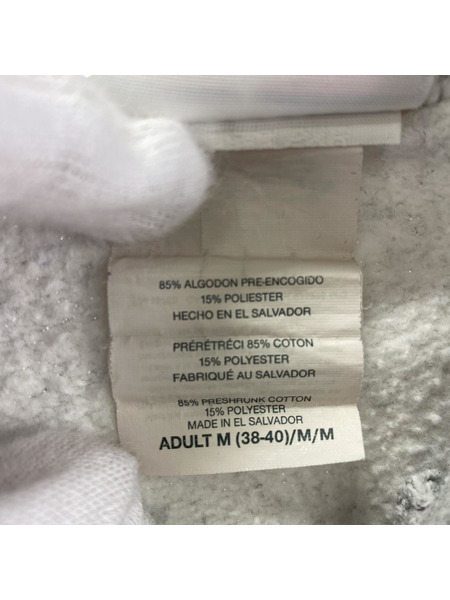 85% ALGODON PRE-ENCOGIDO
15% POLIESTER
HECHO EN EL SALVADOR
PRÉRÉTRÉCI 85% COTON
15% POLYESTER
FABRIQUÉ AU SALVADOR
85% PRESHRUNK COTTON
15% POLYESTER
MADE IN EL SALVADOR
ADULT M (38-40)/M/M